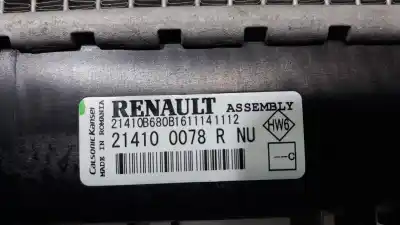 RENAULT ASSEMBLY
21410B680B1611141112
21410 0078 R NU
HW6
--C
Calsonic Kansei
MADE IN ROMANIA